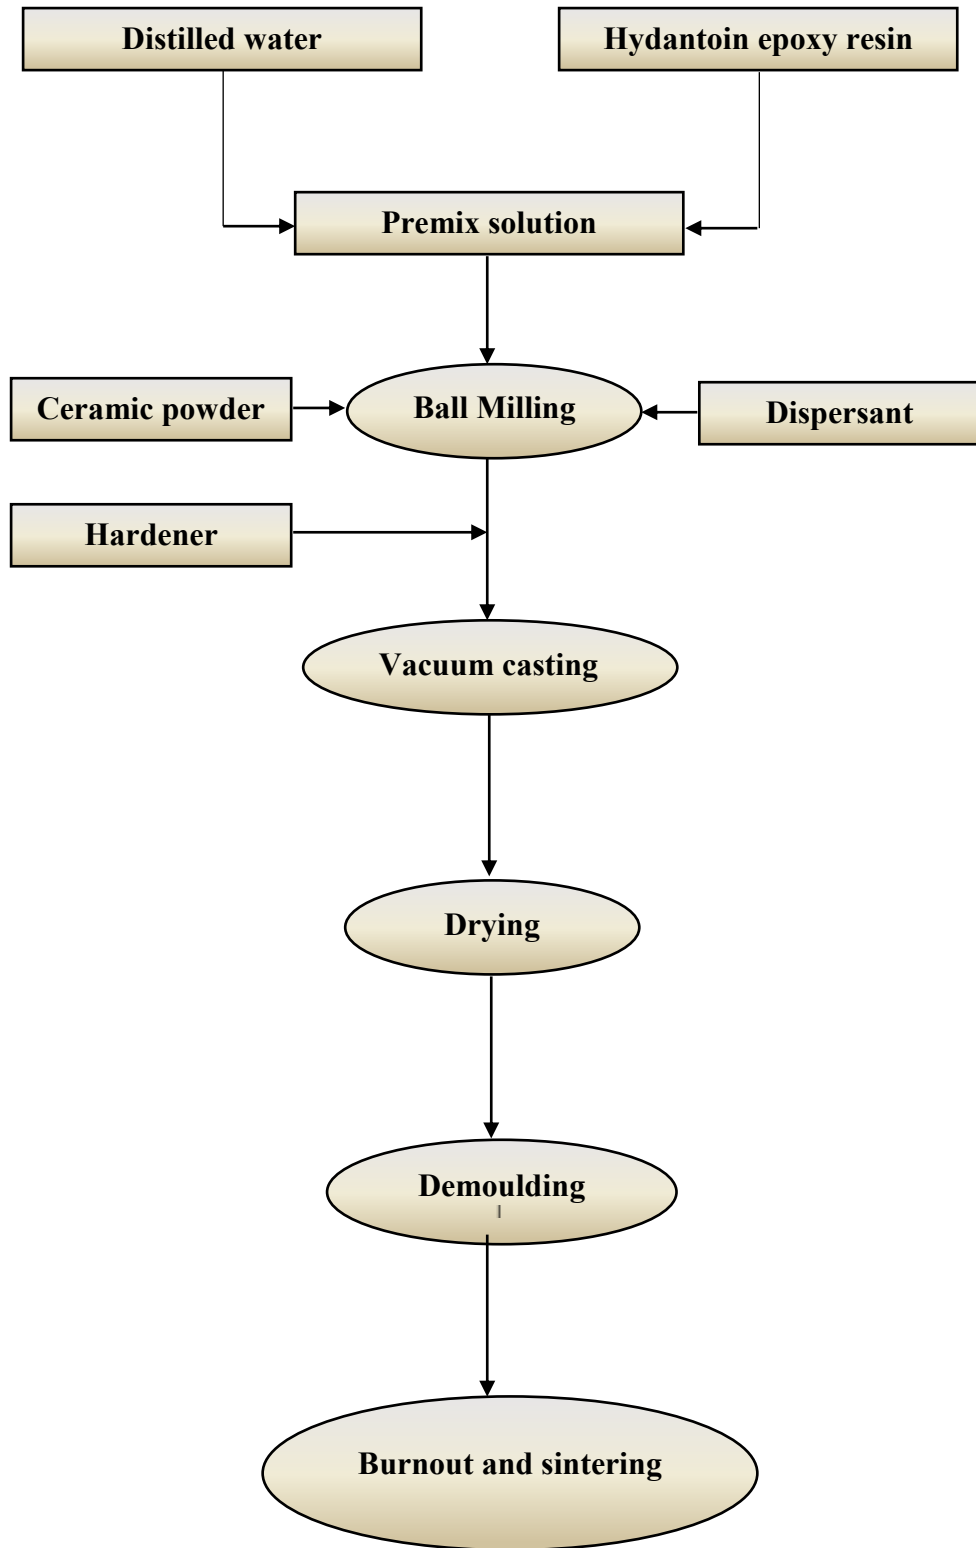 Distilled water
Hydantoin epoxy resin
Premix solution
Ceramic powder
Ball Milling
Dispersant
Hardener
Vacuum casting
Drying
Demoulding
Burnout and sintering